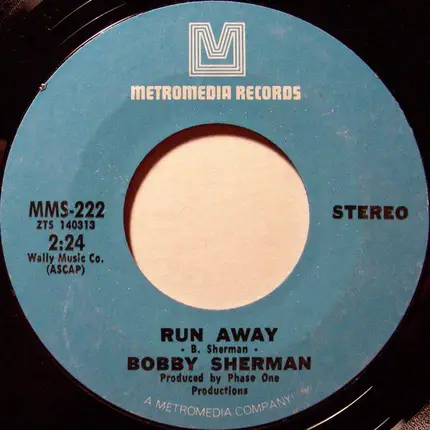 METROMEDIA RECORDS
MMS-222
ZTS 140313
2:24
Wally Music Co.
(ASCAP)
STEREO
RUN AWAY
- B. Sherman -
BOBBY SHERMAN
Produced by Phase One
Productions
A METROMEDIA COMPANY